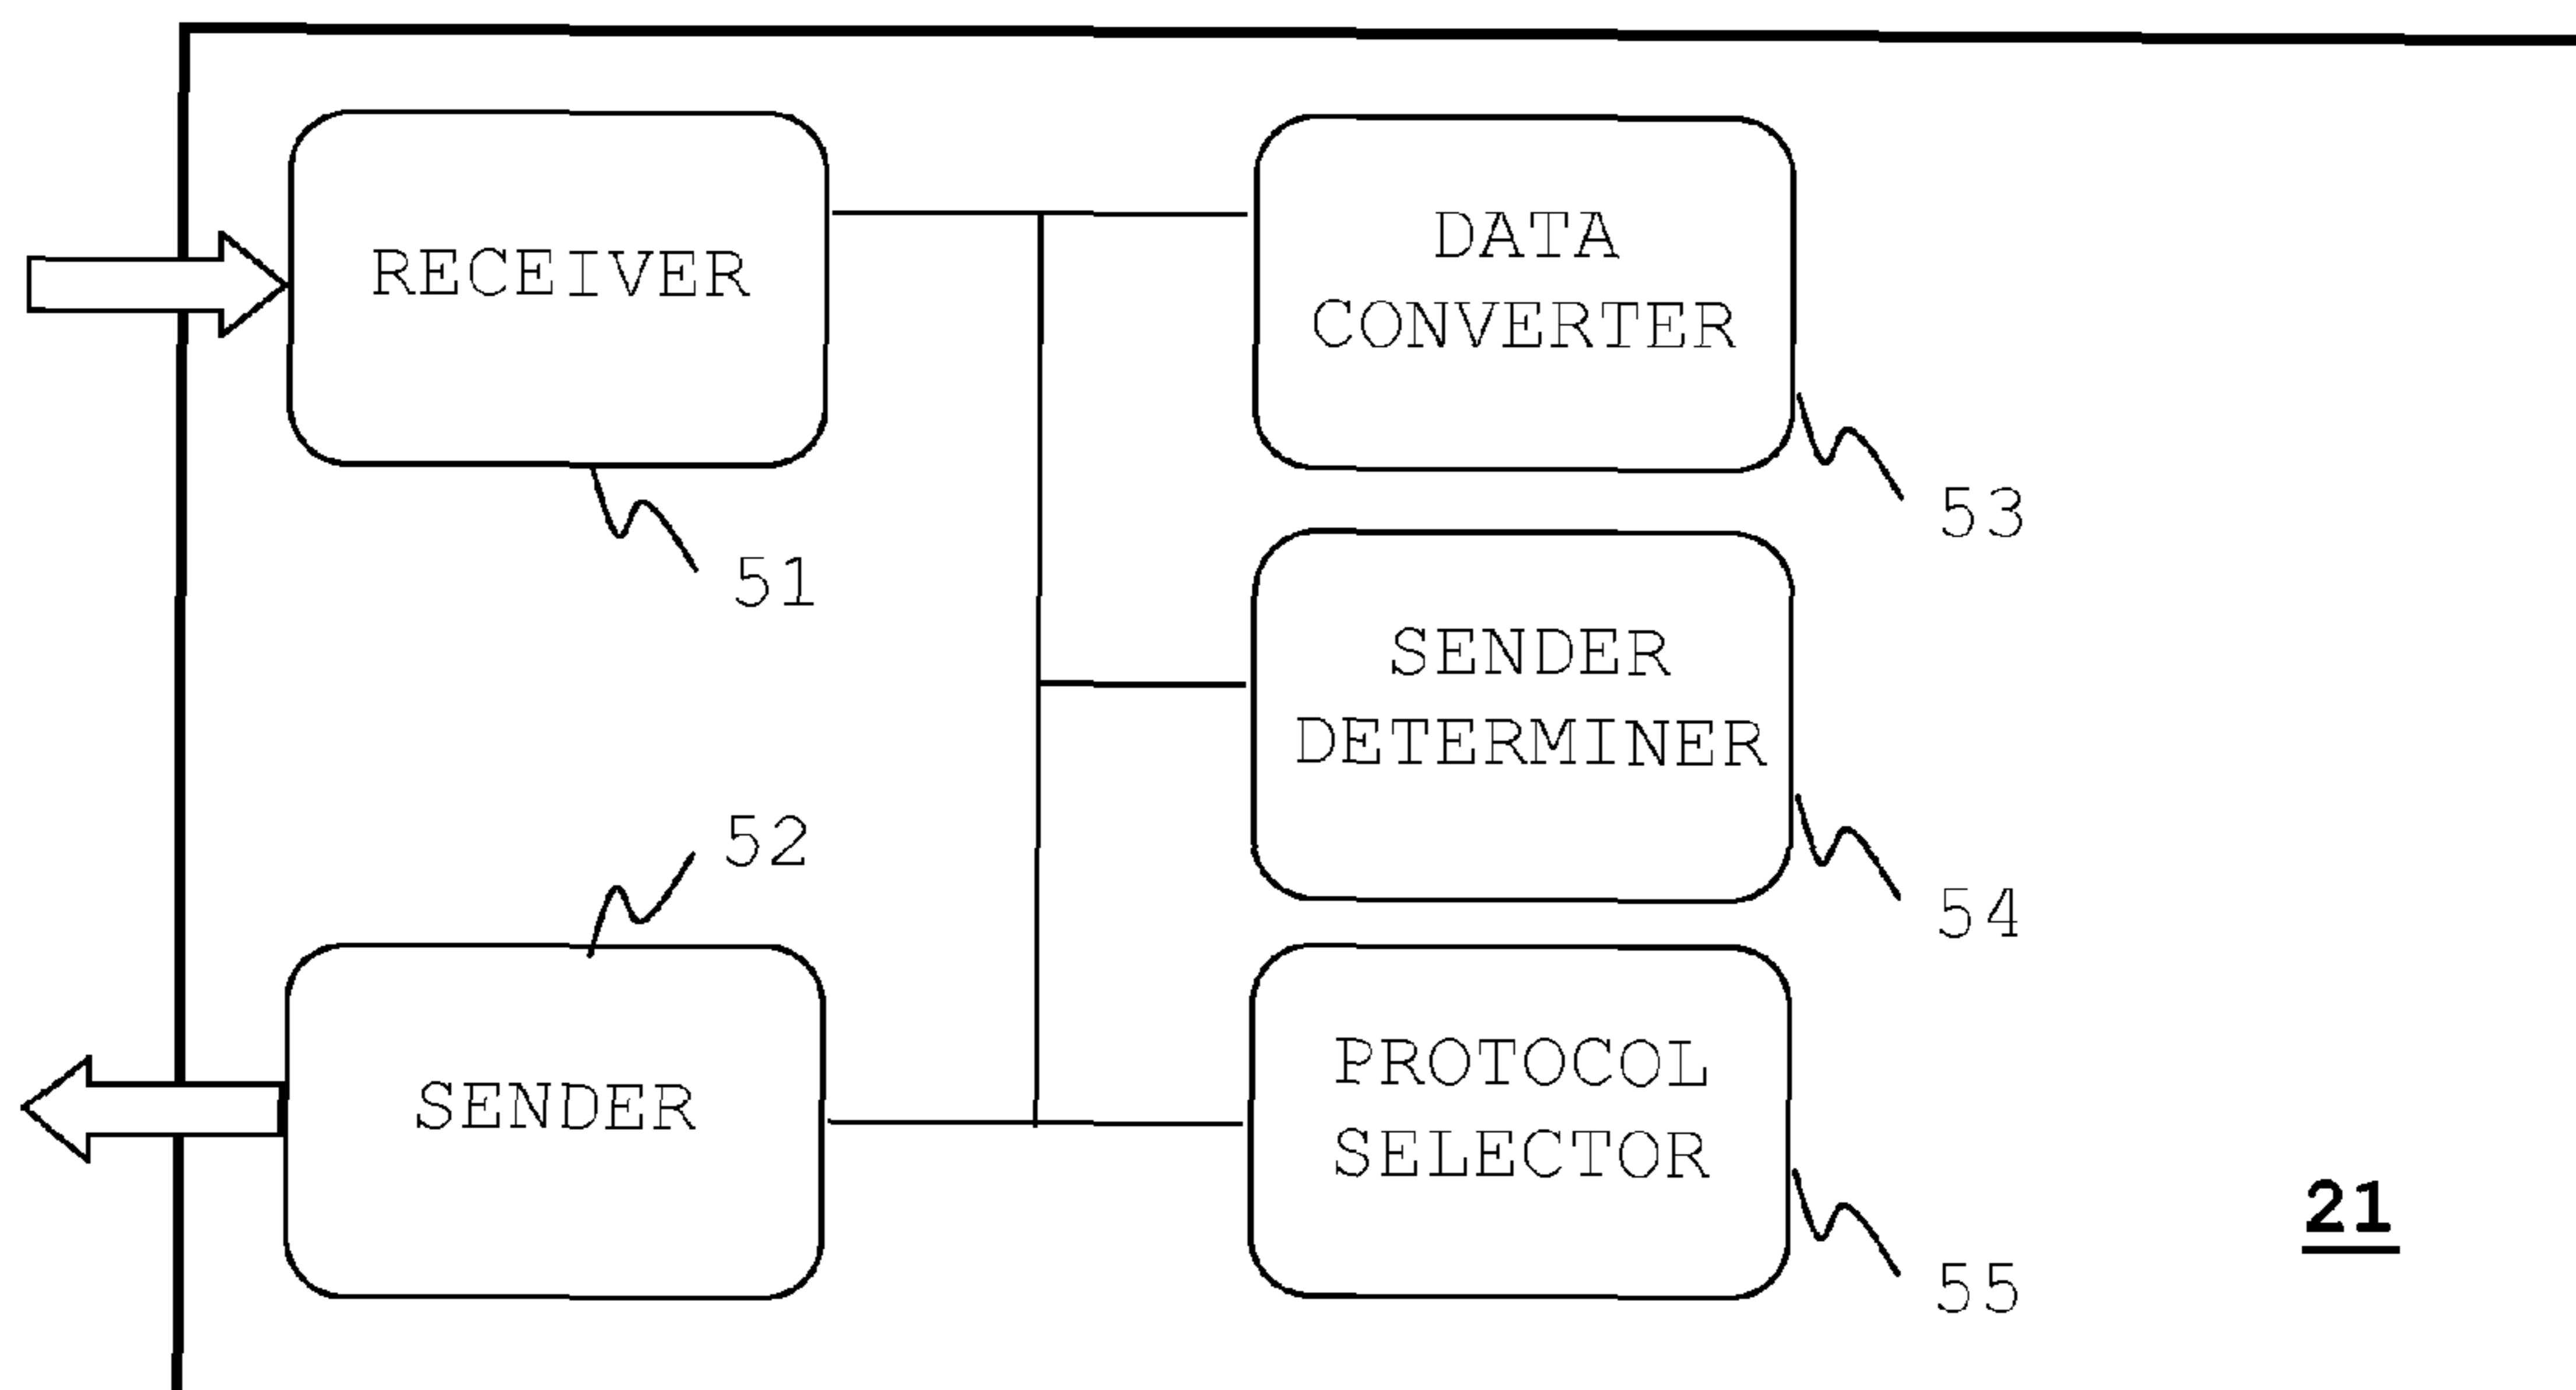 RECEIVER
51
DATA
CONVERTER
53
SENDER
DETERMINER
54
52
SENDER
PROTOCOL
SELECTOR
55
21